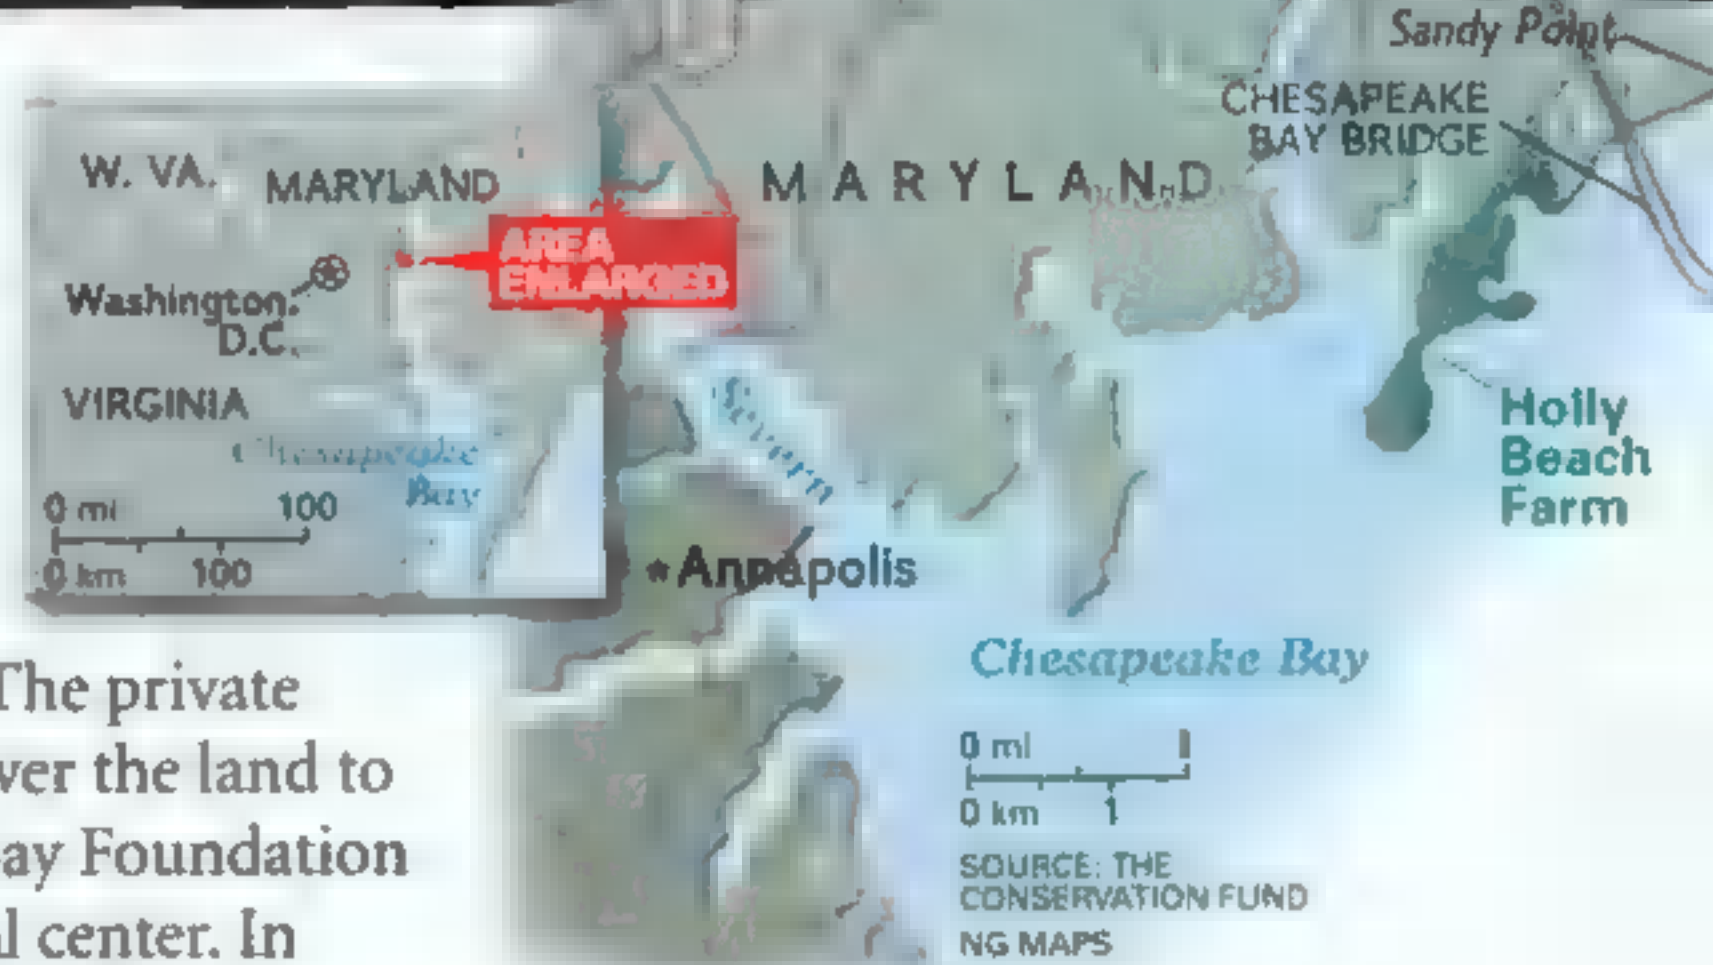 Sandy Point
CHESAPEAKE
BAY BRIDGE
W. VA.
MARYLAND
MARYLAND
AREA
ENLARGED
Washington,
D.C.
VIRGINIA
Chesapeake
Bay
0 mi 100
0 km 100
Severn
Annapolis
Holly
Beach
Farm
Chesapeake Bay
0 mi 1
0 km 1
SOURCE: THE
CONSERVATION FUND
NG MAPS
The private
ver the land to
ay Foundation
l center. In